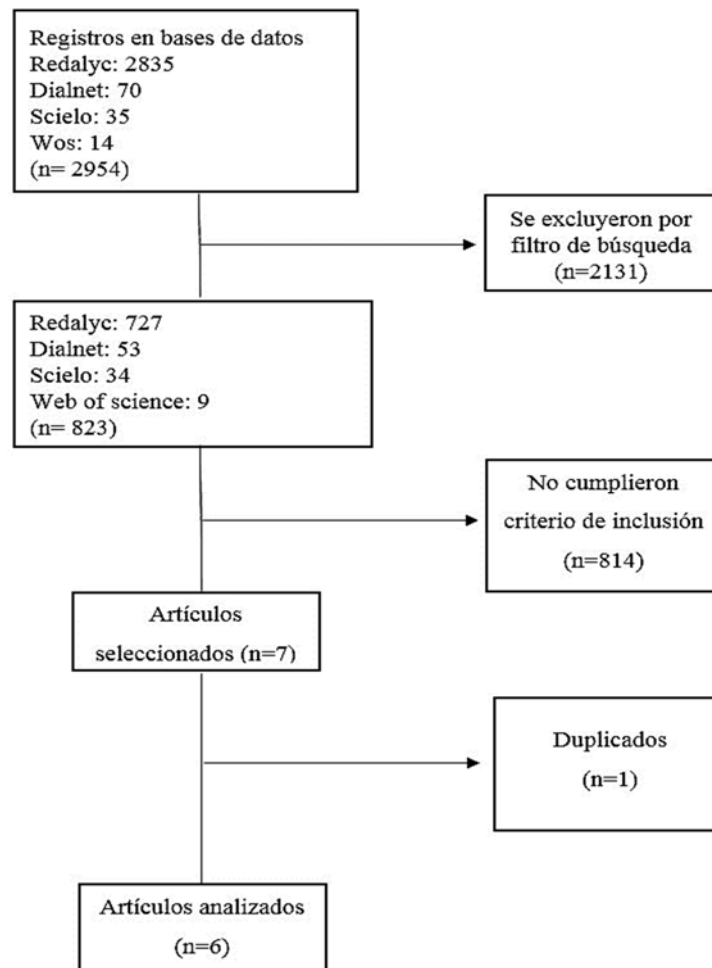 Registros en bases de datos
Redalyc: 2835
Dialnet: 70
Scielo: 35
Wos: 14
(n= 2954)
Se excluyeron por
filtro de búsqueda
(n=2131)
Redalyc: 727
Dialnet: 53
Scielo: 34
Web of science: 9
(n= 823)
No cumplieron
criterio de inclusión
(n=814)
Artículos
seleccionados (n=7)
Duplicados
(n=1)
Artículos analizados
(n=6)